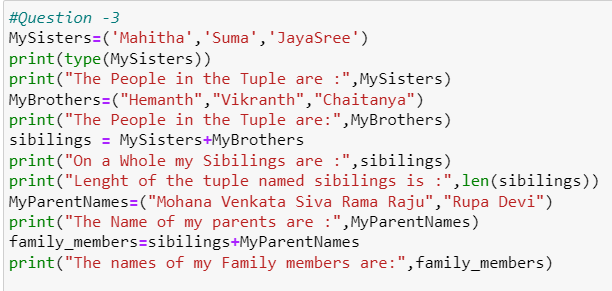 #Question -3
MySisters=('Mahitha','Suma','JayaSree')
print(type(MySisters))
print("The People in the Tuple are :",MySisters)
MyBrothers=("Hemanth","Vikranth","Chaitanya")
print("The People in the Tuple are:",MyBrothers)
sibilings = MySisters+MyBrothers
print("On a Whole my Sibilings are :",sibilings)
print("Lenght of the tuple named sibilings is :",len(sibilings))
MyParentNames=("Mohana Venkata Siva Rama Raju","Rupa Devi")
print("The Name of my parents are :",MyParentNames)
family_members=sibilings+MyParentNames
print("The names of my Family members are:",family_members)